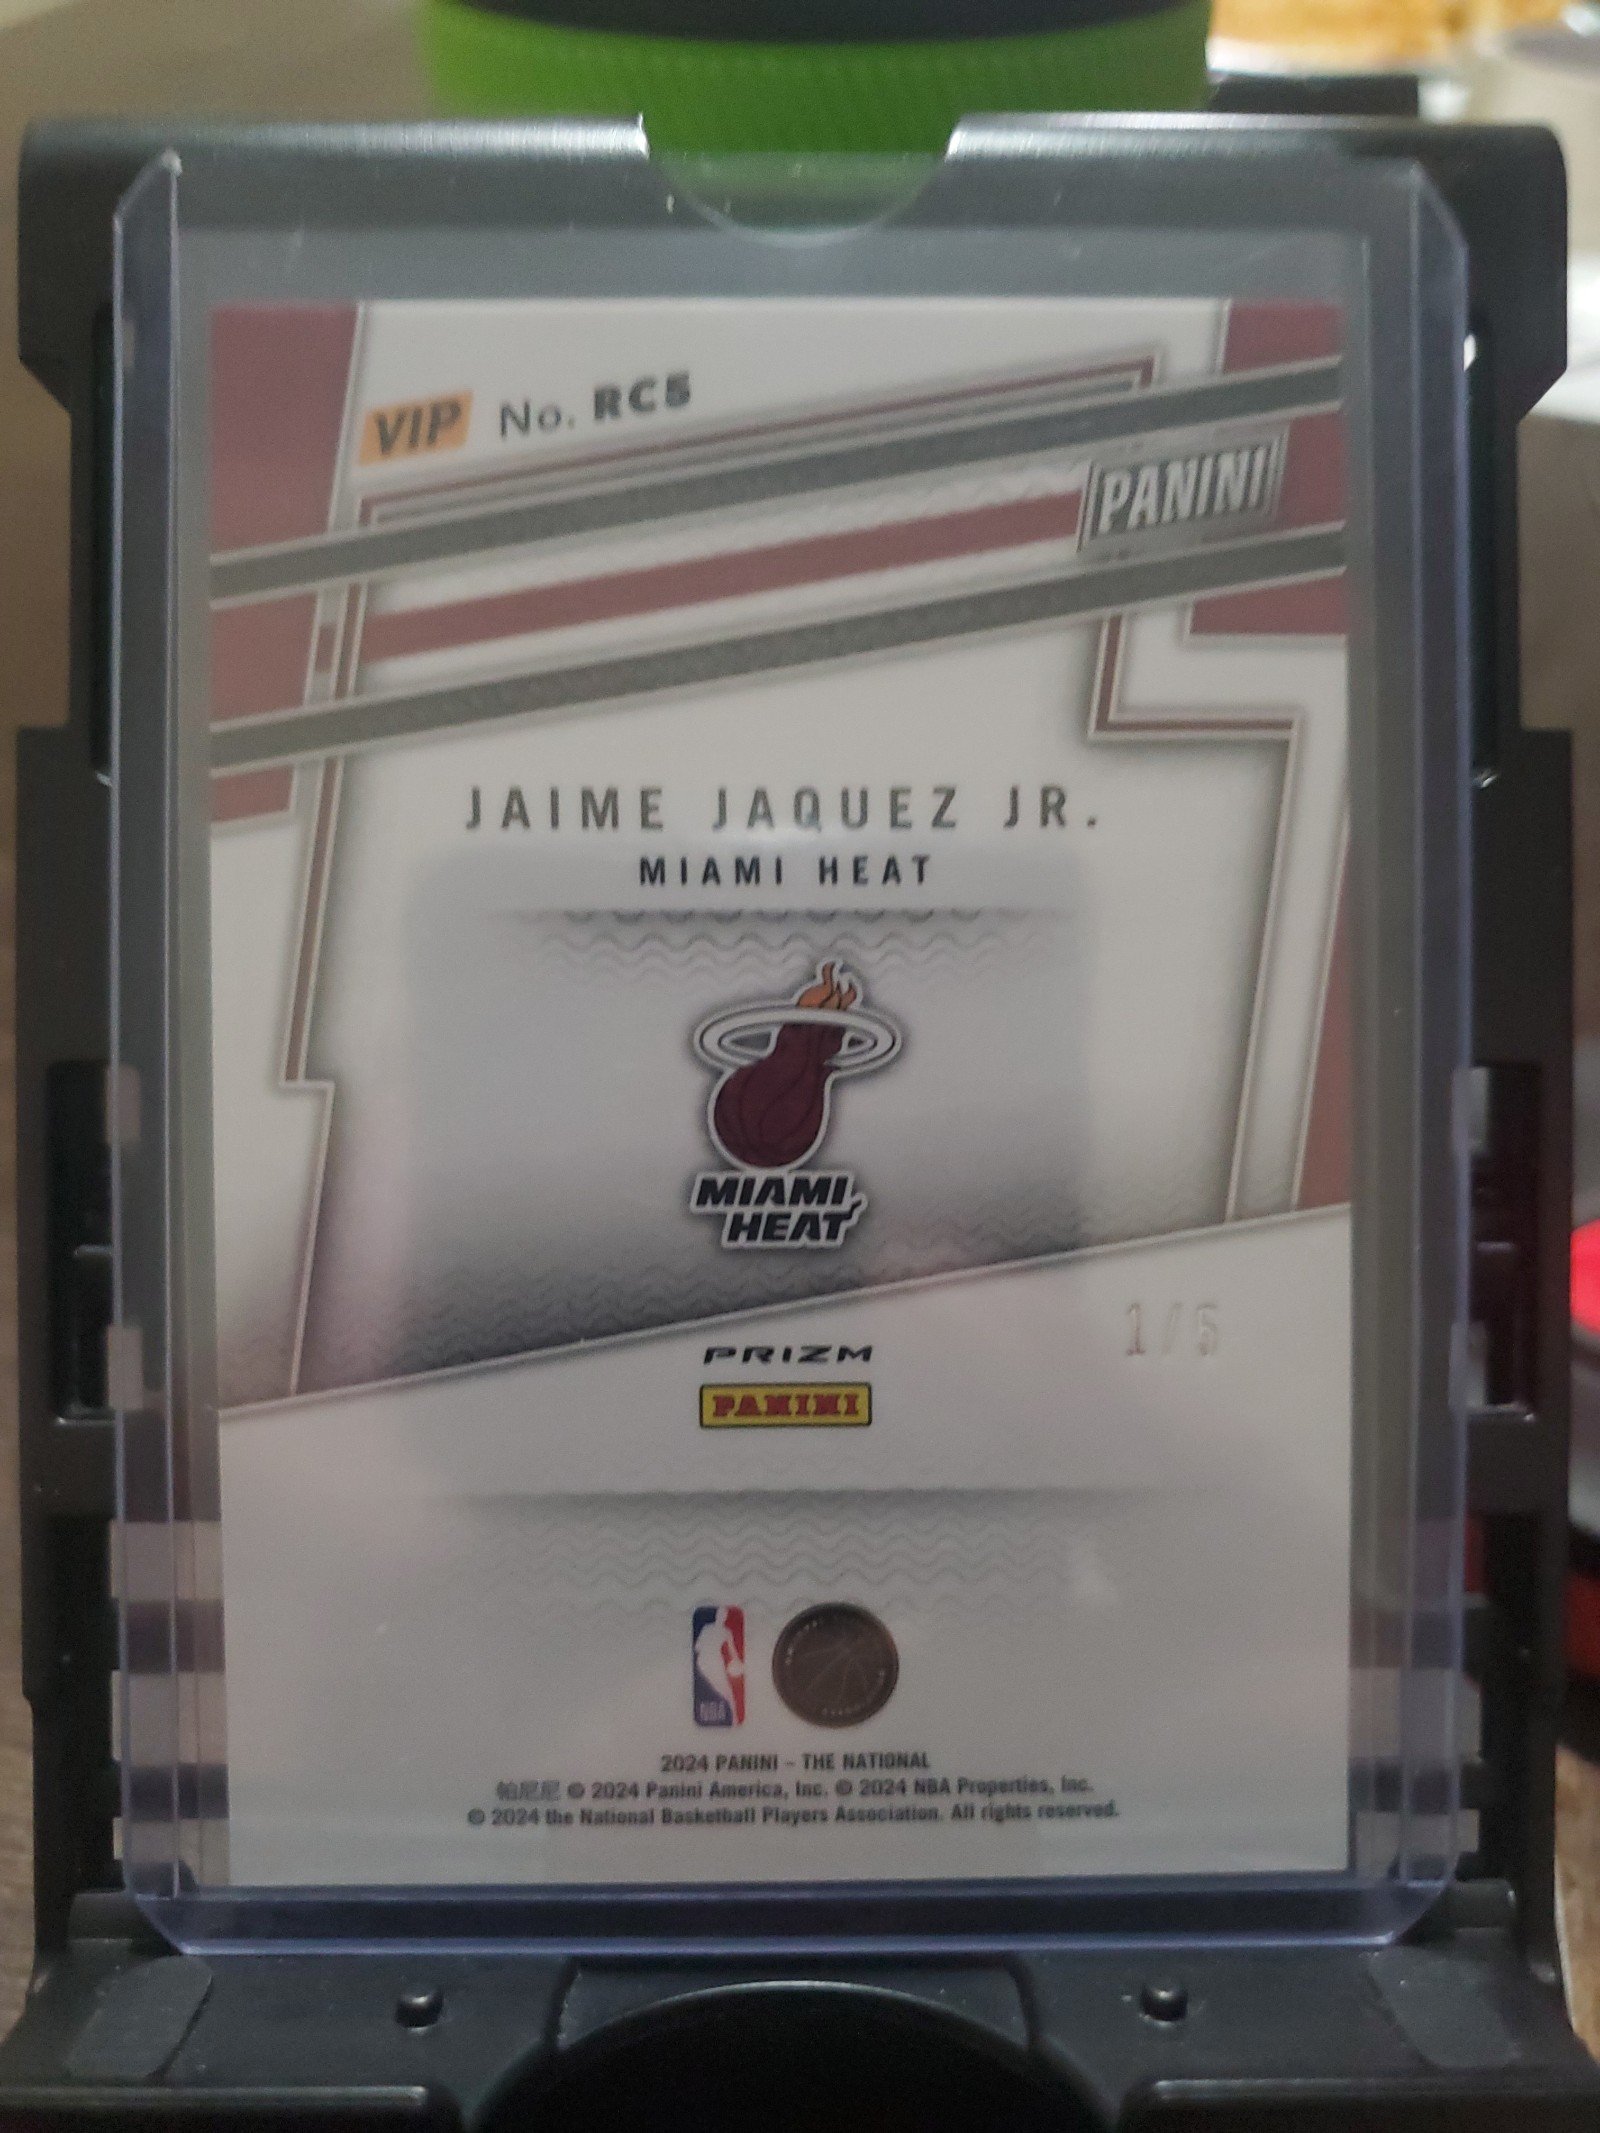 VIP No. RC5
PANINI
JAIME JAQUEZ JR.
MIAMI HEAT
MIAMI
HEAT
1/5
PRIZM
PANINI
NBA
2024 PANINI – THE NATIONAL
帕尼尼 © 2024 Panini America, Inc. © 2024 NBA Properties, Inc.
© 2024 the National Basketball Players Association. All rights reserved.